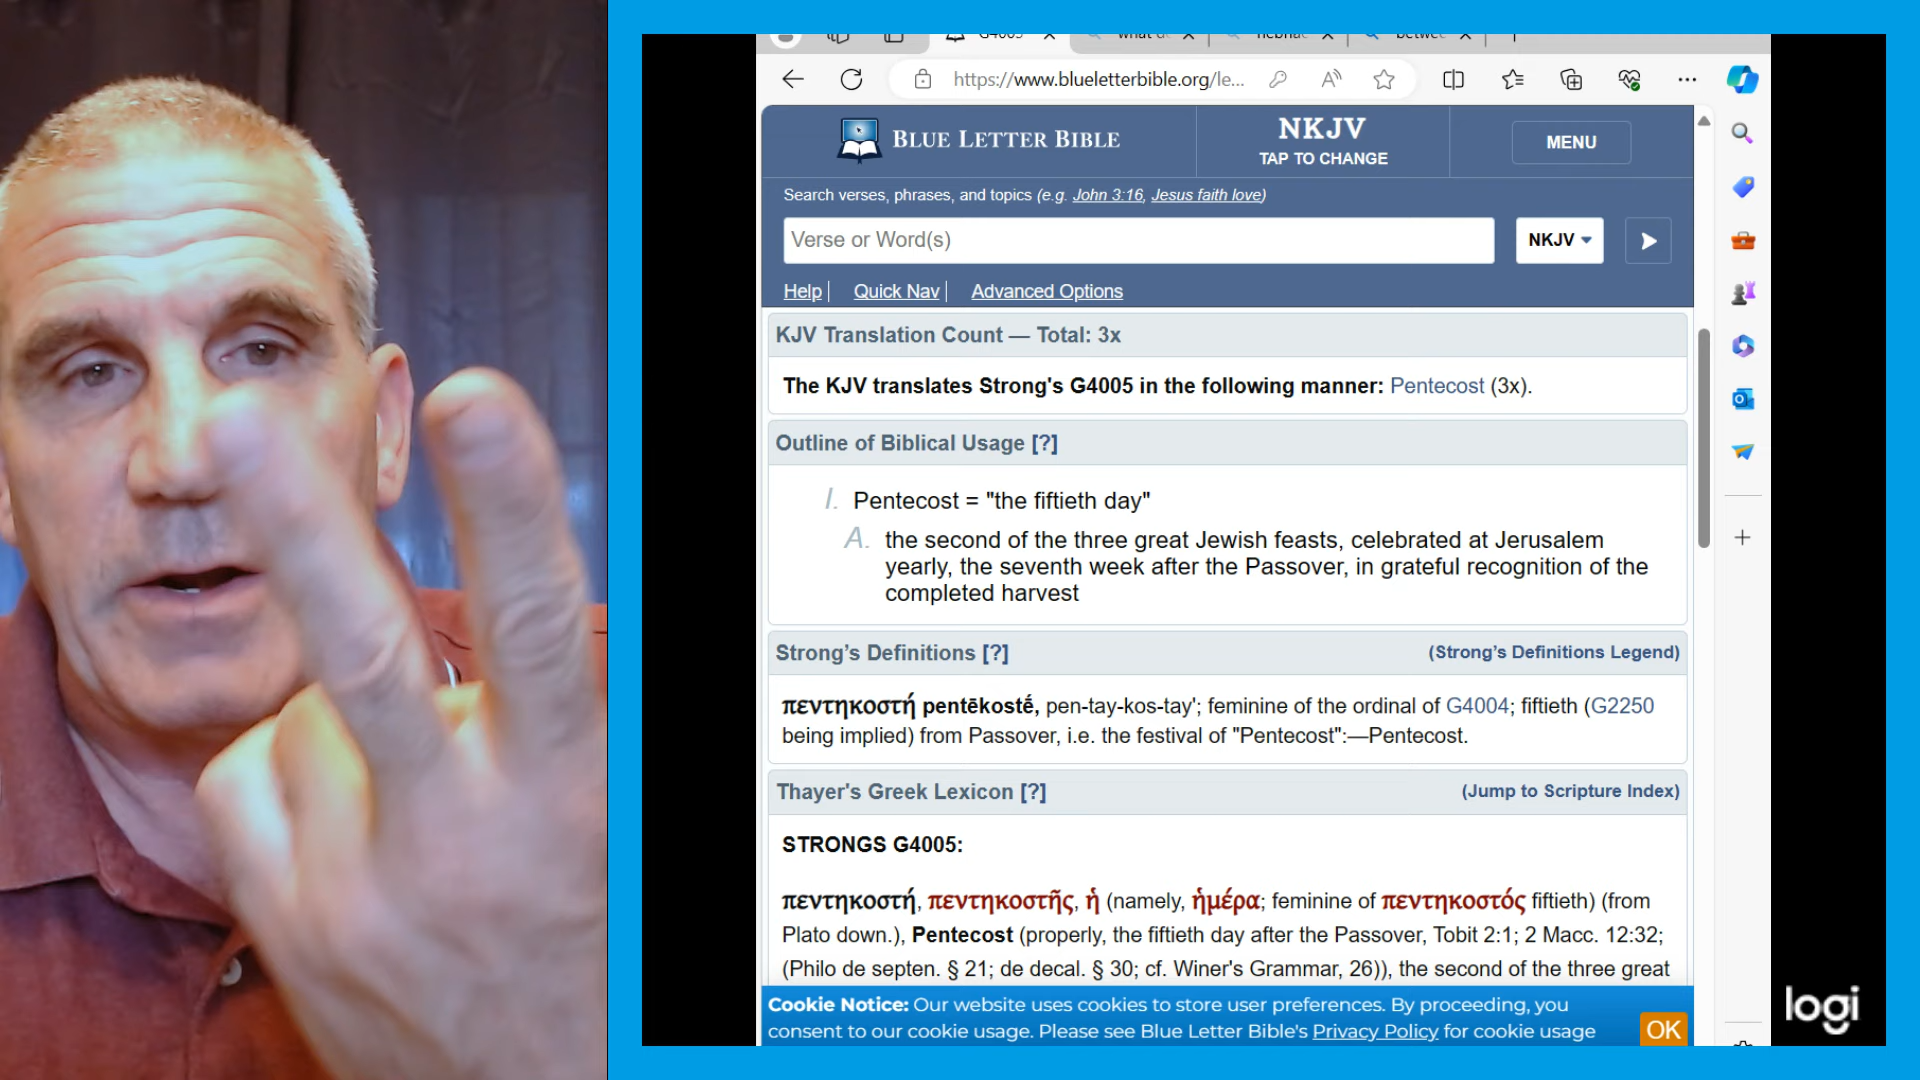 G4005
https://www.blueletterbible.org/le...
BLUE LETTER BIBLE
NKJV
TAP TO CHANGE
MENU
Search verses, phrases, and topics (e.g. John 3:16, Jesus faith love)
Verse or Word(s)
NKJV
Help | Quick Nav | Advanced Options
KJV Translation Count — Total: 3x
The KJV translates Strong's G4005 in the following manner: Pentecost (3x).
Outline of Biblical Usage [?]
I. Pentecost = "the fiftieth day"
A. the second of the three great Jewish feasts, celebrated at Jerusalem
yearly, the seventh week after the Passover, in grateful recognition of the
completed harvest
Strong’s Definitions [?]
(Strong’s Definitions Legend)
πεντηκοστή pentēkostḗ, pen-tay-kos-tay'; feminine of the ordinal of G4004; fiftieth (G2250
being implied) from Passover, i.e. the festival of "Pentecost":—Pentecost.
Thayer's Greek Lexicon [?]
(Jump to Scripture Index)
STRONGS G4005:
πεντηκοστή, πεντηκοστῆς, ἡ (namely, ἡμέρα; feminine of πεντηκοστός fiftieth) (from
Plato down.), Pentecost (properly, the fiftieth day after the Passover, Tobit 2:1; 2 Macc. 12:32;
(Philo de septen. § 21; de decal. § 30; cf. Winer's Grammar, 26)), the second of the three great
Cookie Notice: Our website uses cookies to store user preferences. By proceeding, you
consent to our cookie usage. Please see Blue Letter Bible's Privacy Policy for cookie usage
OK
logi